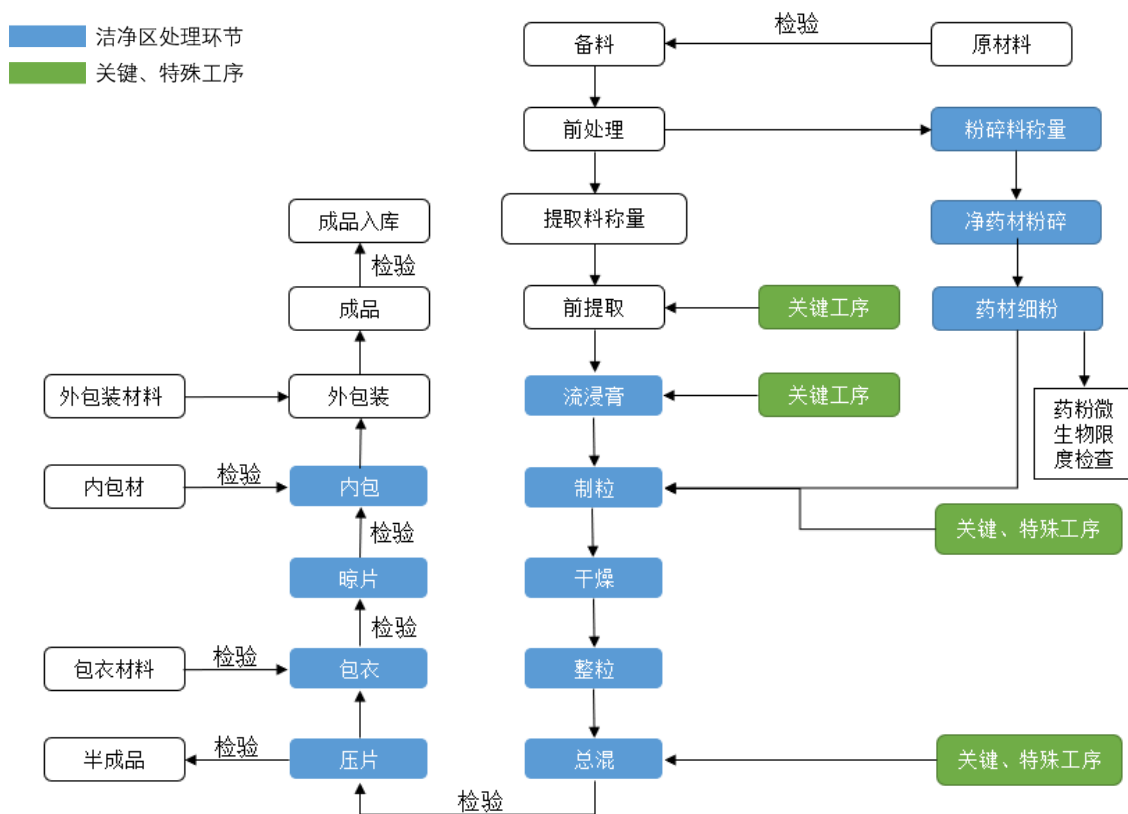 洁净区处理环节
关键、特殊工序
备料
检验
原材料
前处理
粉碎料称量
提取料称量
净药材粉碎
成品入库
检验
成品
前提取
关键工序
药材细粉
外包装材料
外包装
流浸膏
关键工序
药粉微
生物限
度检查
内包材
检验
内包
制粒
关键、特殊工序
检验
晾片
干燥
检验
包衣材料
检验
包衣
整粒
半成品
检验
压片
总混
关键、特殊工序
检验